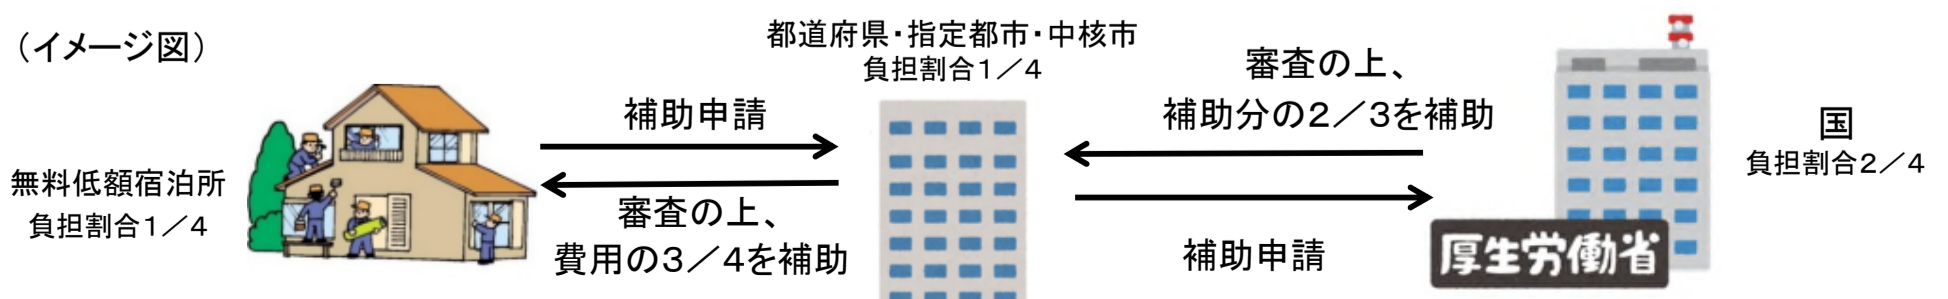 （イメージ図）
都道府県・指定都市・中核市
負担割合１／４
審査の上、
補助分の２／３を補助
補助申請
国
負担割合２／４
無料低額宿泊所
負担割合１／４
審査の上、
費用の３／４を補助
補助申請
厚生労働省